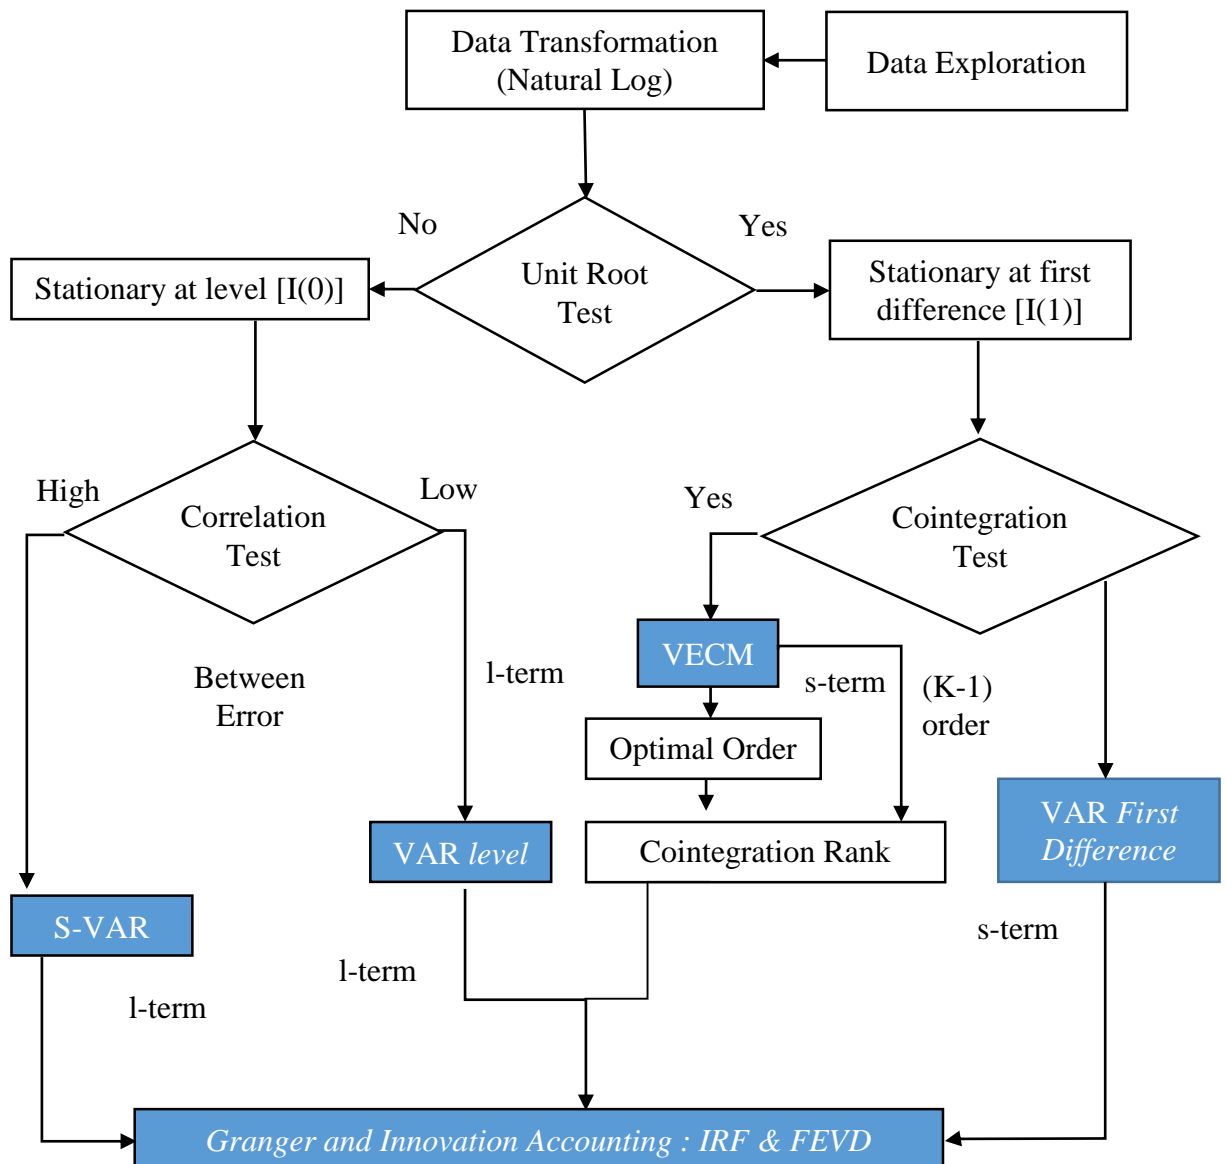 Data Transformation
(Natural Log)
Data Exploration
No
Yes
Unit Root
Test
Stationary at level [I(0)]
Stationary at first
difference [I(1)]
High
Low
Correlation
Test
Yes
Cointegration
Test
Between
Error
l-term
VECM
s-term
(K-1)
order
Optimal Order
VAR level
Cointegration Rank
VAR First
Difference
S-VAR
l-term
l-term
s-term
Granger and Innovation Accounting : IRF & FEVD